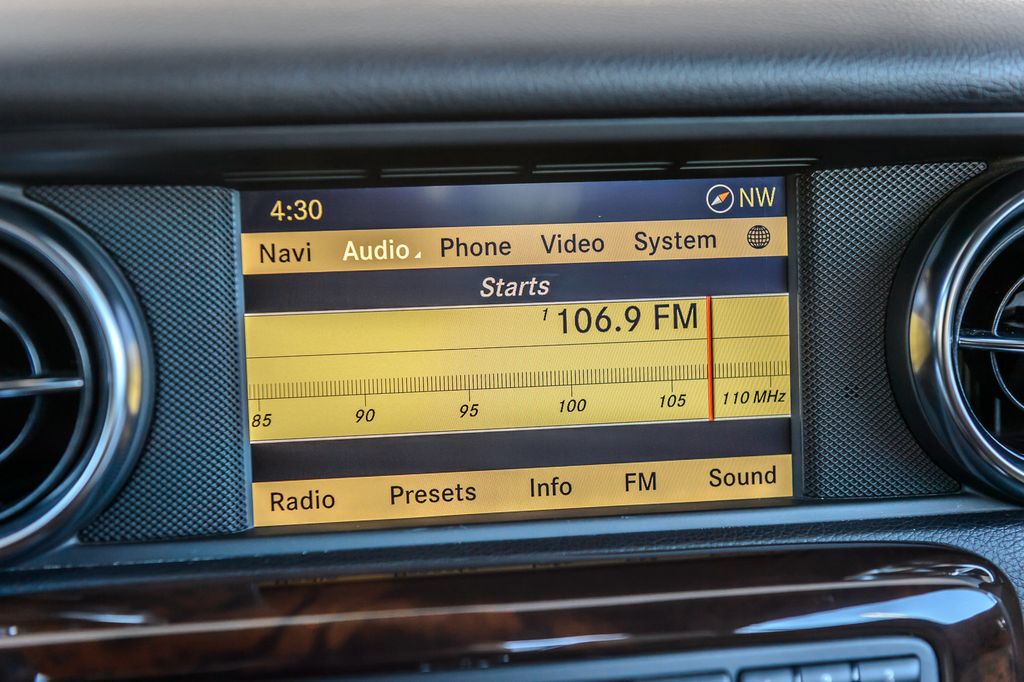 4:30 NW
Navi Audio Phone Video System
Starts
1 106.9 FM
85 90 95 100 105 110 MHz
Radio Presets Info FM Sound